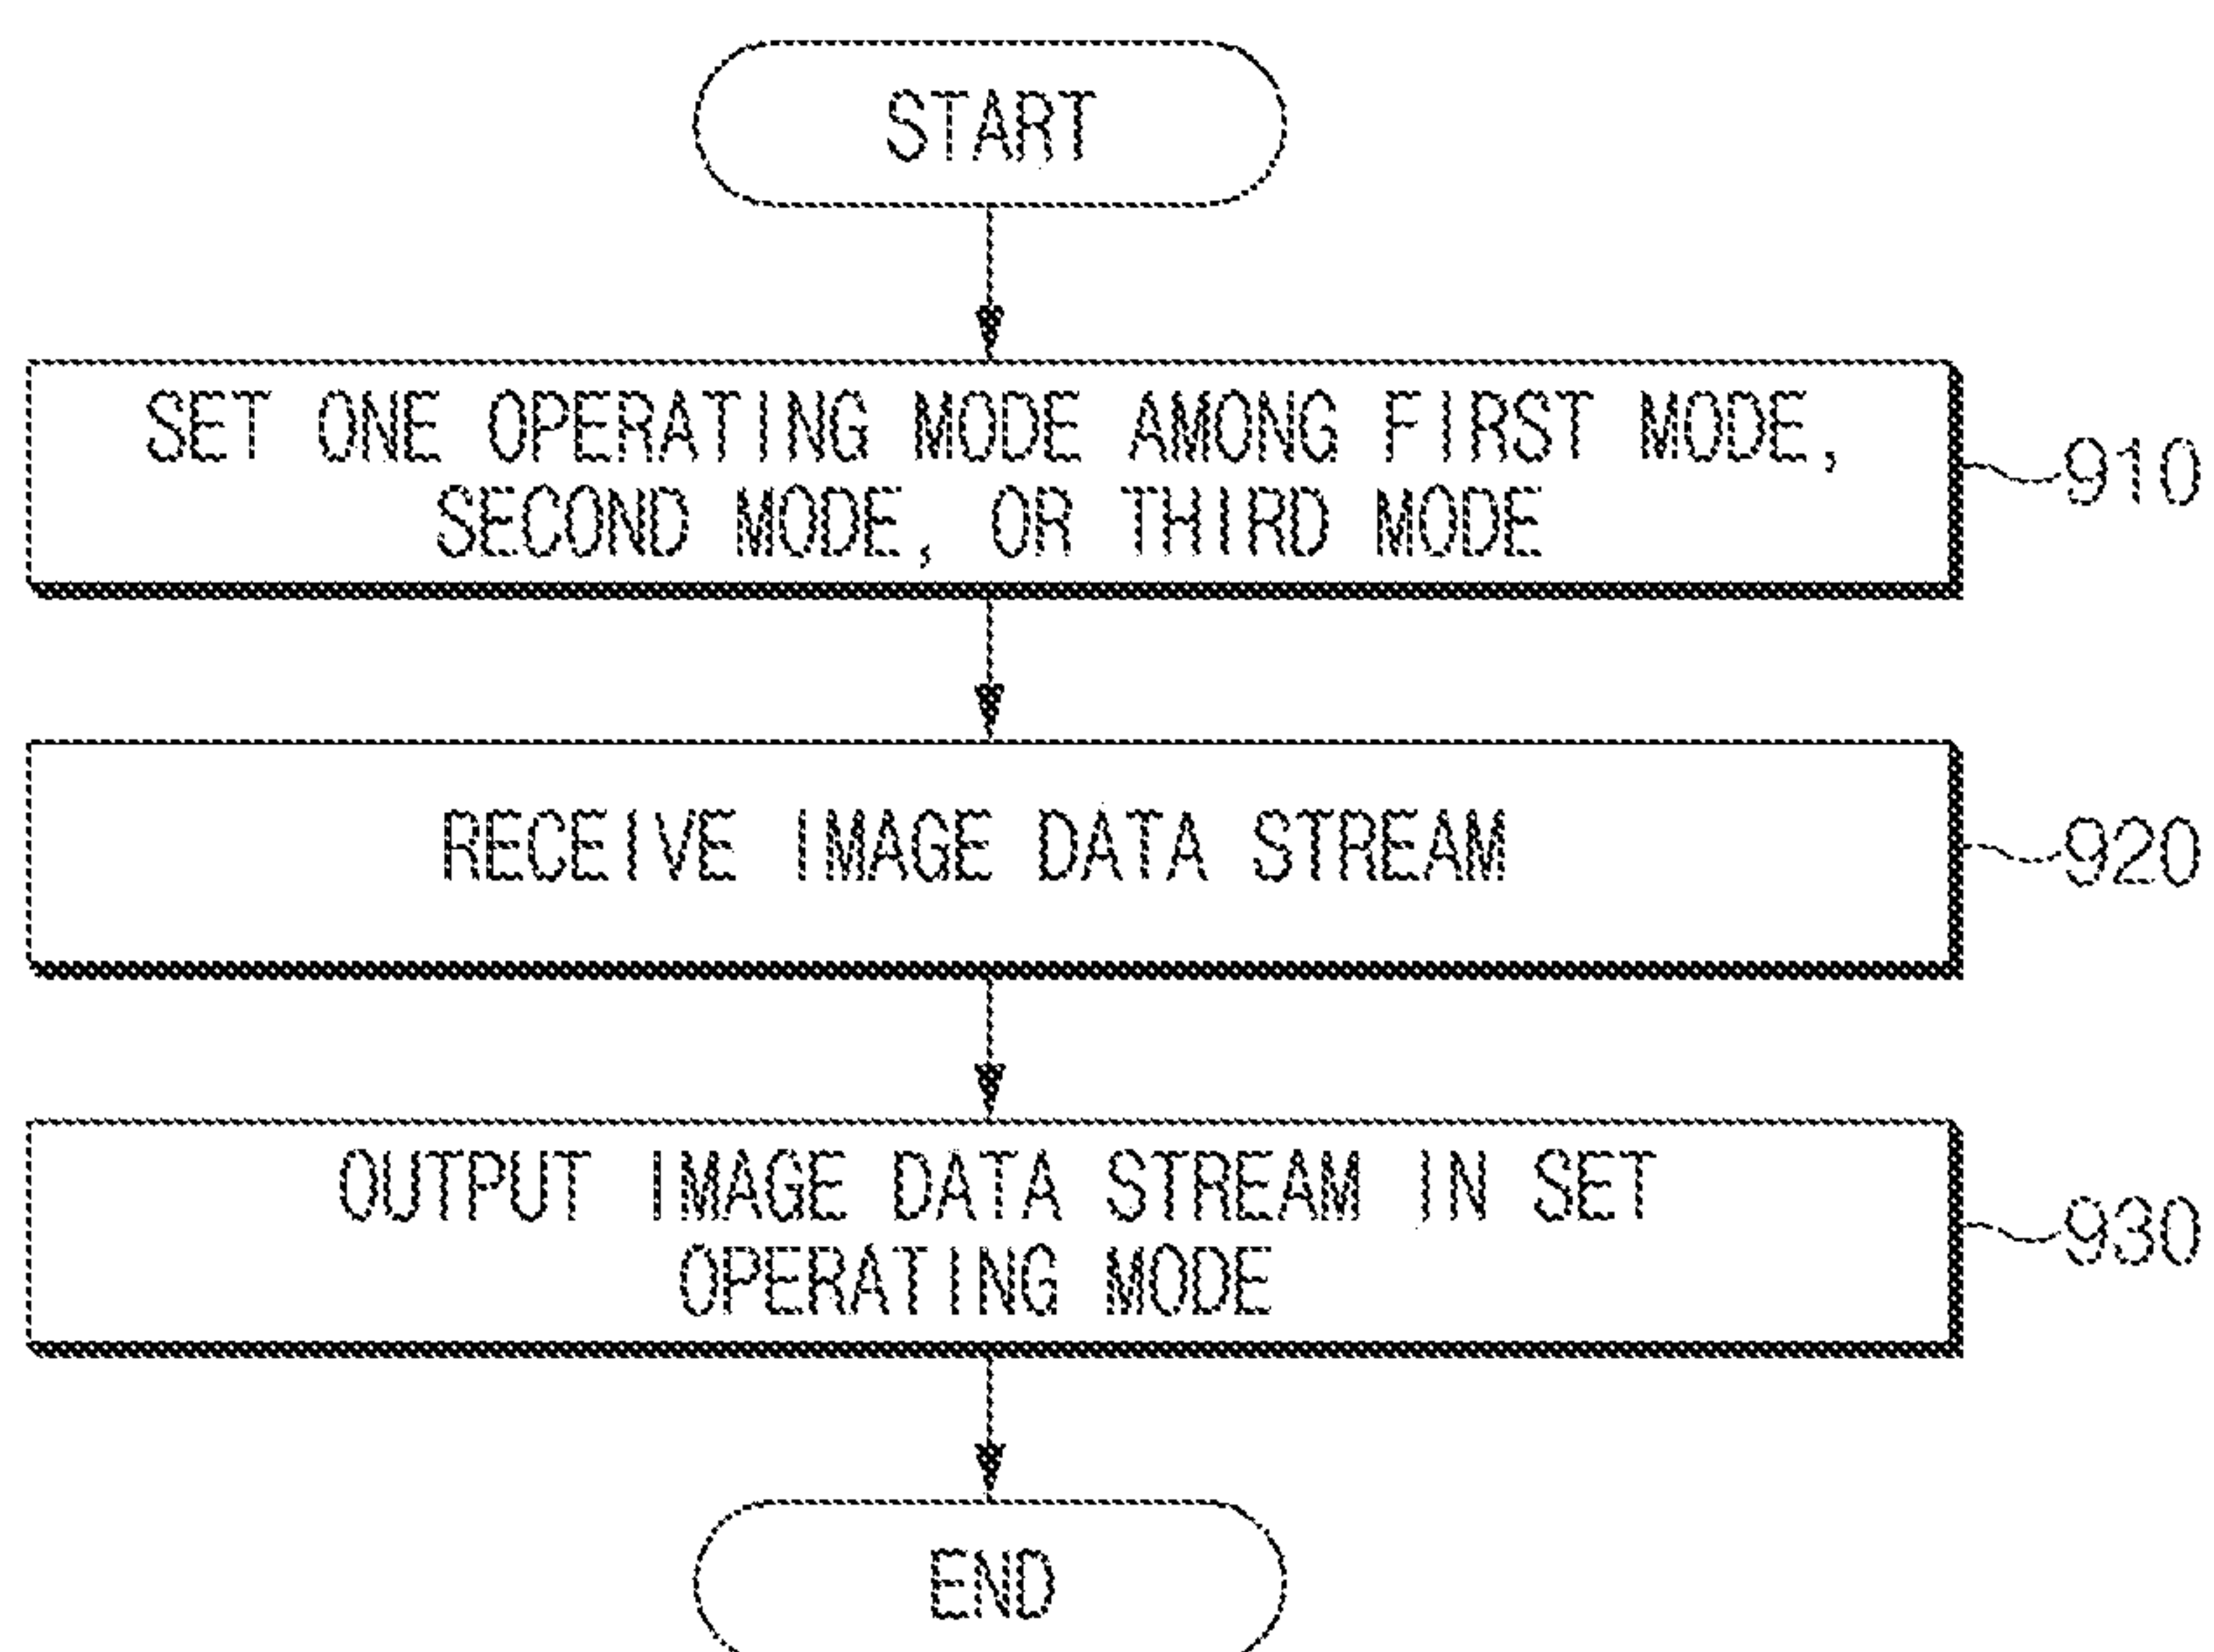 START
SET ONE OPERATING MODE AMONG FIRST MODE,
SECOND MODE, OR THIRD MODE
910
RECEIVE IMAGE DATA STREAM
920
OUTPUT IMAGE DATA STREAM IN SET
OPERATING MODE
930
END